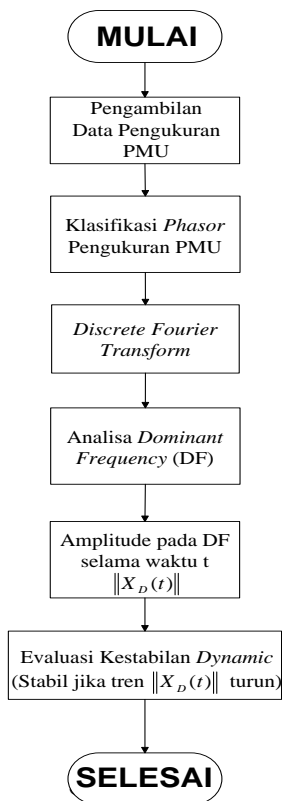 MULAI
Pengambilan
Data Pengukuran
PMU
Klasifikasi Phasor
Pengukuran PMU
Discrete Fourier
Transform
Analisa Dominant
Frequency (DF)
Amplitude pada DF
selama waktu t
‖X_D(t)‖
Evaluasi Kestabilan Dynamic
(Stabil jika tren ‖X_D(t)‖ turun)
SELESAI